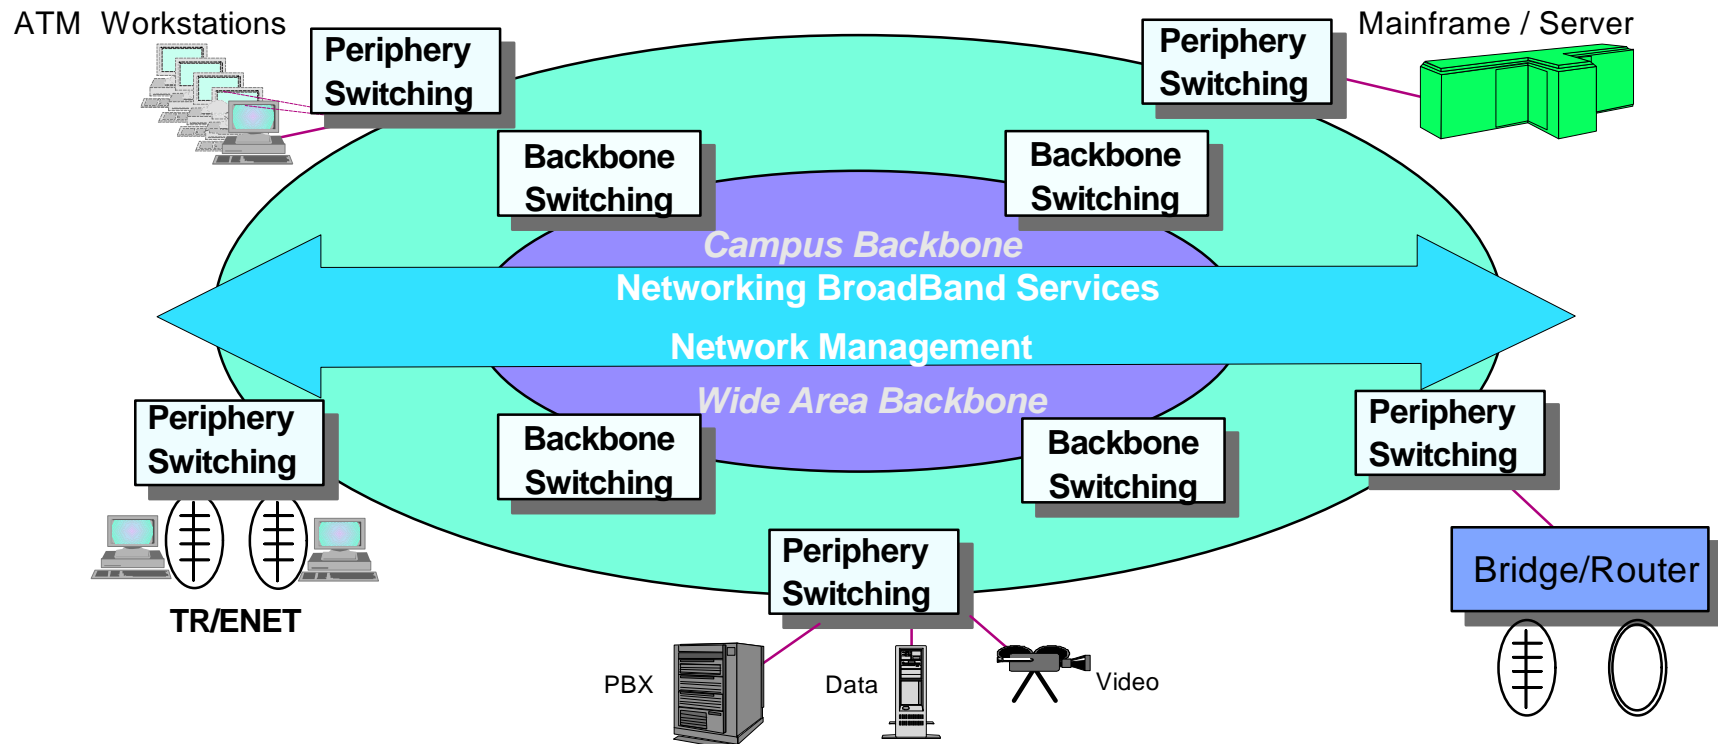 ATM Workstations
Periphery
Switching
Periphery
Switching
Mainframe / Server
Backbone
Switching
Backbone
Switching
Campus Backbone
Networking BroadBand Services
Network Management
Wide Area Backbone
Periphery
Switching
Backbone
Switching
Backbone
Switching
Periphery
Switching
TR/ENET
Periphery
Switching
Bridge/Router
PBX
Data
Video